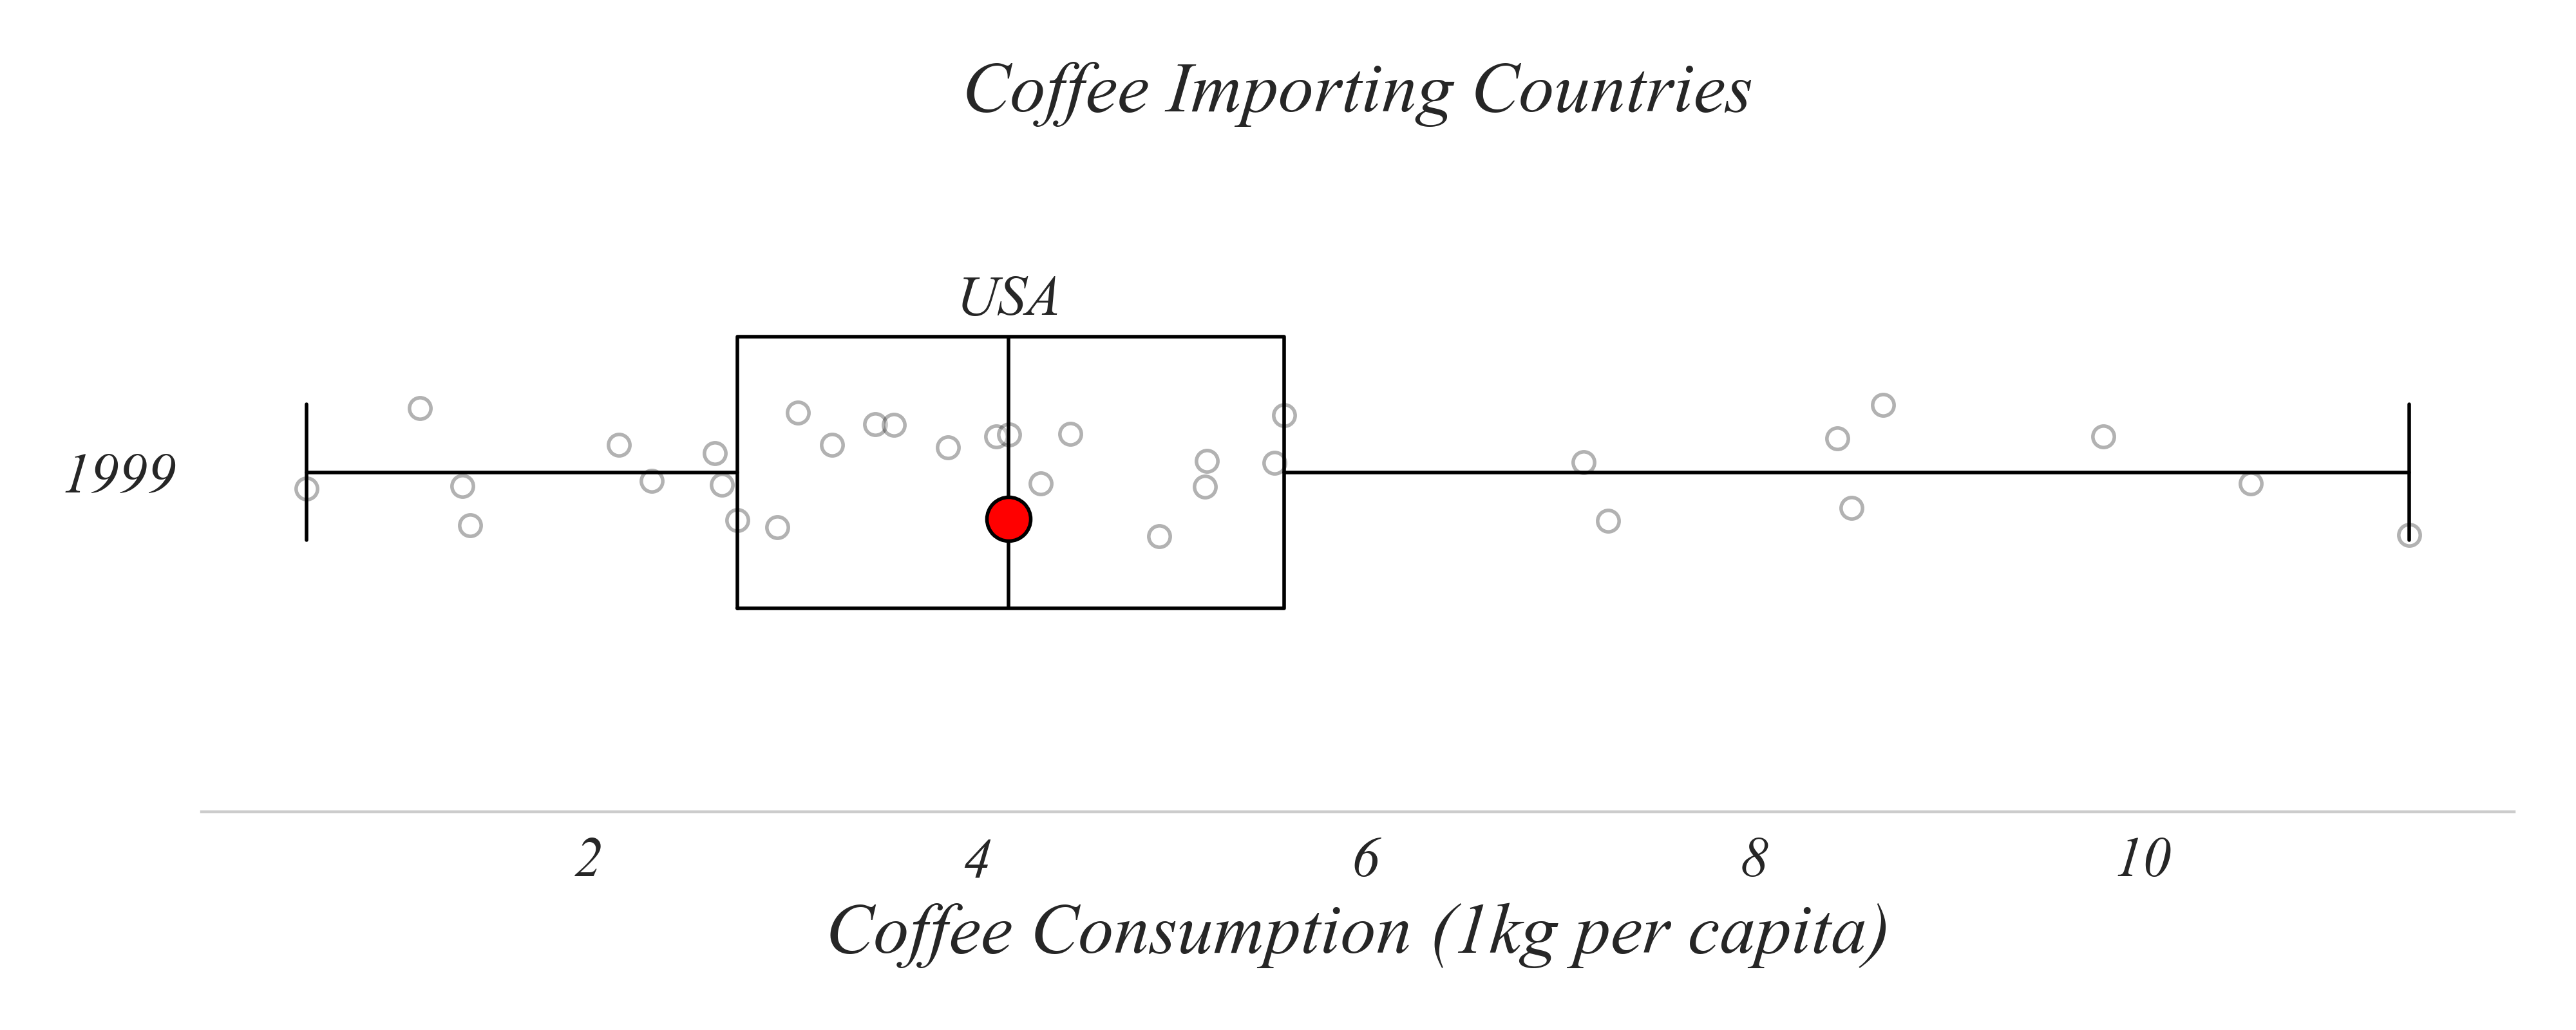 Coffee Importing Countries
USA
1999
2 4 6 8 10
Coffee Consumption (1kg per capita)